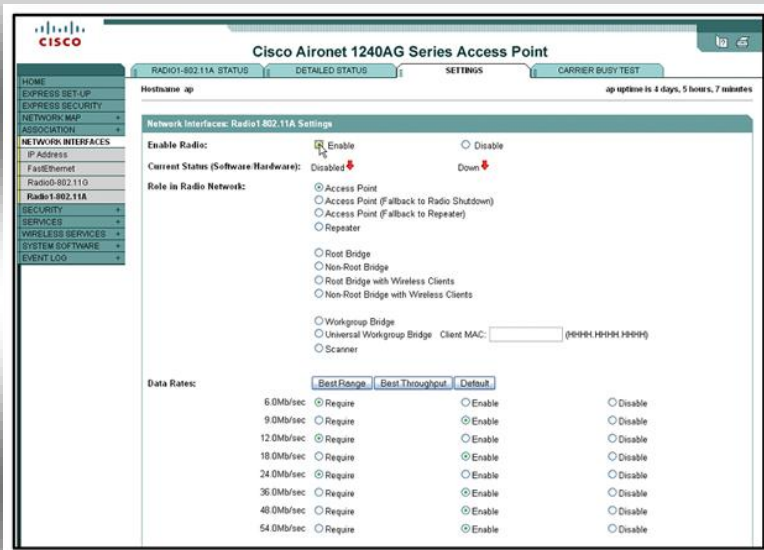 CISCO
Cisco Aironet 1240AG Series Access Point
RADIO1-802.11A STATUS DETAILED STATUS SETTINGS CARRIER BUSY TEST
Hostname ap ap uptime is 4 days, 5 hours, 7 minutes
HOME
EXPRESS SET-UP
EXPRESS SECURITY
NETWORK MAP +
ASSOCIATION +
NETWORK INTERFACES
IP Address
FastEthernet
Radio0-802.11G
Radio1-802.11A
SECURITY +
SERVICES +
WIRELESS SERVICES +
SYSTEM SOFTWARE +
EVENT LOG +
Network Interfaces: Radio1-802.11A Settings
Enable Radio: Enable Disable
Current Status (Software/Hardware): Disabled Down
Role in Radio Network: Access Point
Access Point (Fallback to Radio Shutdown)
Access Point (Fallback to Repeater)
Repeater
Root Bridge
Non-Root Bridge
Root Bridge with Wireless Clients
Non-Root Bridge with Wireless Clients
Workgroup Bridge
Universal Workgroup Bridge Client MAC: (HHHH.HHHH.HHHH)
Scanner
Data Rates: Best Range Best Throughput Default
6.0Mb/sec Require Enable Disable
9.0Mb/sec Require Enable Disable
12.0Mb/sec Require Enable Disable
18.0Mb/sec Require Enable Disable
24.0Mb/sec Require Enable Disable
36.0Mb/sec Require Enable Disable
48.0Mb/sec Require Enable Disable
54.0Mb/sec Require Enable Disable